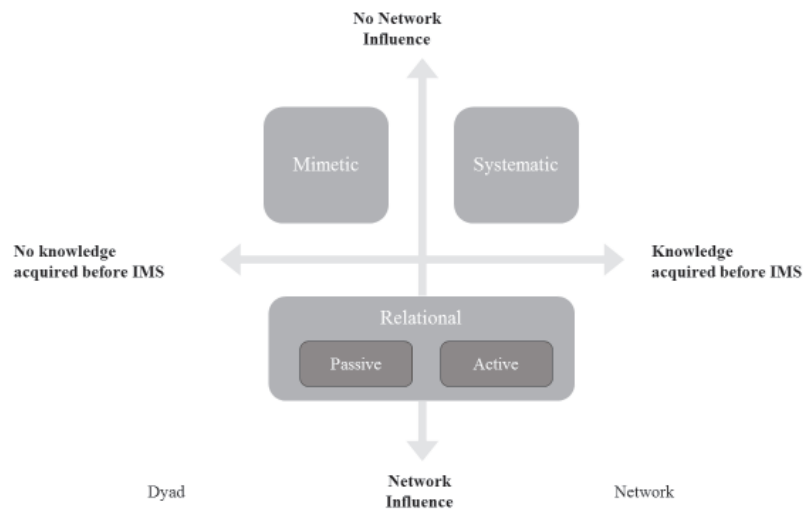 No Network
Influence
Mimetic
Systematic
No knowledge
acquired before IMS
Knowledge
acquired before IMS
Relational
Passive
Active
Dyad
Network
Influence
Network